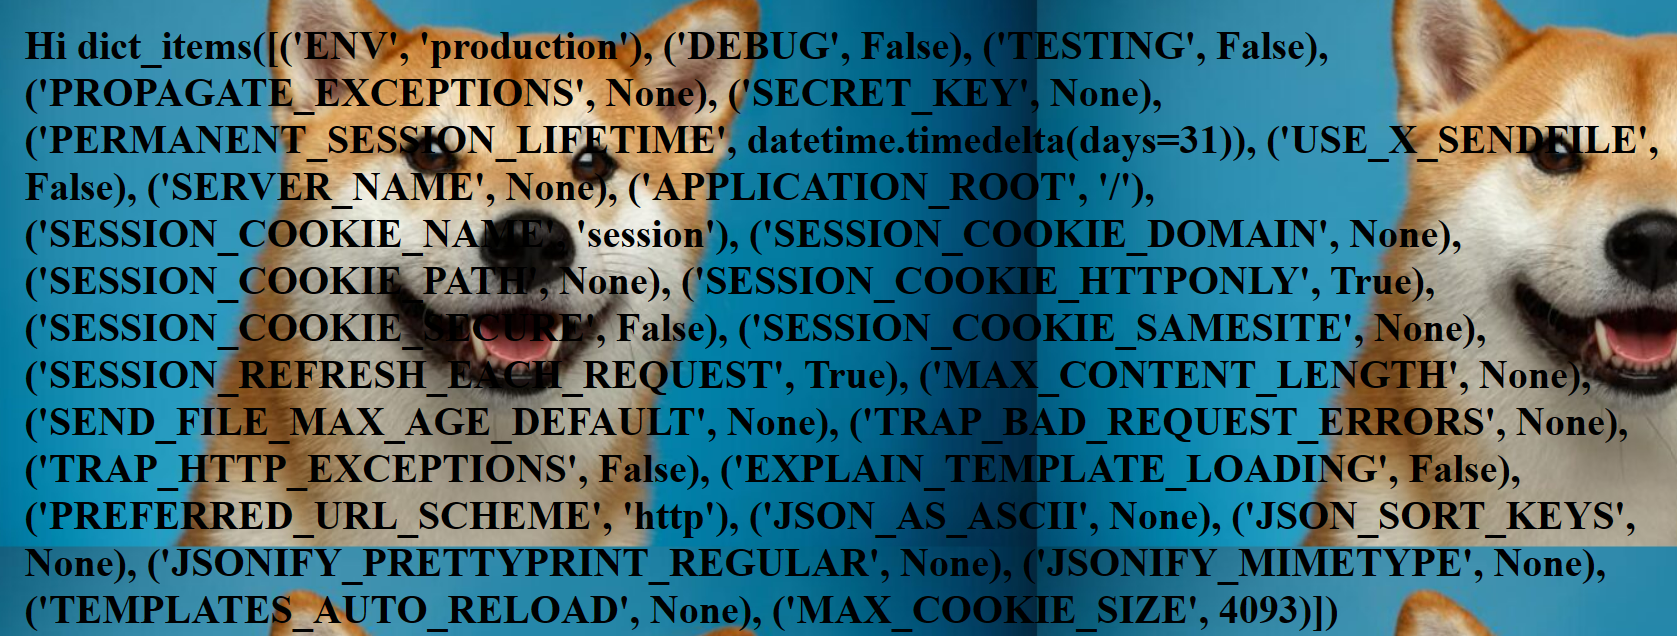 Hi dict_items([('ENV', 'production'), ('DEBUG', False), ('TESTING', False),
('PROPAGATE_EXCEPTIONS', None), ('SECRET_KEY', None),
('PERMANENT_SESSION_LIFETIME', datetime.timedelta(days=31)), ('USE_X_SENDFILE',
False), ('SERVER_NAME', None), ('APPLICATION_ROOT', '/'),
('SESSION_COOKIE_NAME', 'session'), ('SESSION_COOKIE_DOMAIN', None),
('SESSION_COOKIE_PATH', None), ('SESSION_COOKIE_HTTPONLY', True),
('SESSION_COOKIE_SECURE', False), ('SESSION_COOKIE_SAMESITE', None),
('SESSION_REFRESH_EACH_REQUEST', True), ('MAX_CONTENT_LENGTH', None),
('SEND_FILE_MAX_AGE_DEFAULT', None), ('TRAP_BAD_REQUEST_ERRORS', None),
('TRAP_HTTP_EXCEPTIONS', False), ('EXPLAIN_TEMPLATE_LOADING', False),
('PREFERRED_URL_SCHEME', 'http'), ('JSON_AS_ASCII', None), ('JSON_SORT_KEYS',
None), ('JSONIFY_PRETTYPRINT_REGULAR', None), ('JSONIFY_MIMETYPE', None),
('TEMPLATES_AUTO_RELOAD', None), ('MAX_COOKIE_SIZE', 4093)])